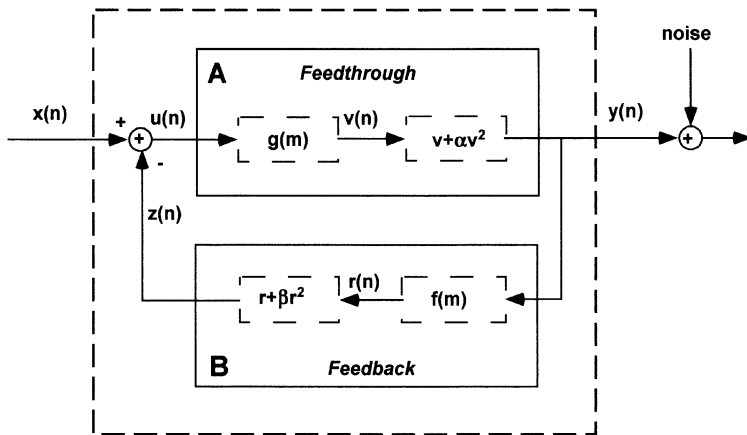 noise
A Feedthrough
x(n) + u(n) g(m) v(n) v+αv² y(n) +
+
-
z(n)
r+βr² r(n) f(m)
B Feedback